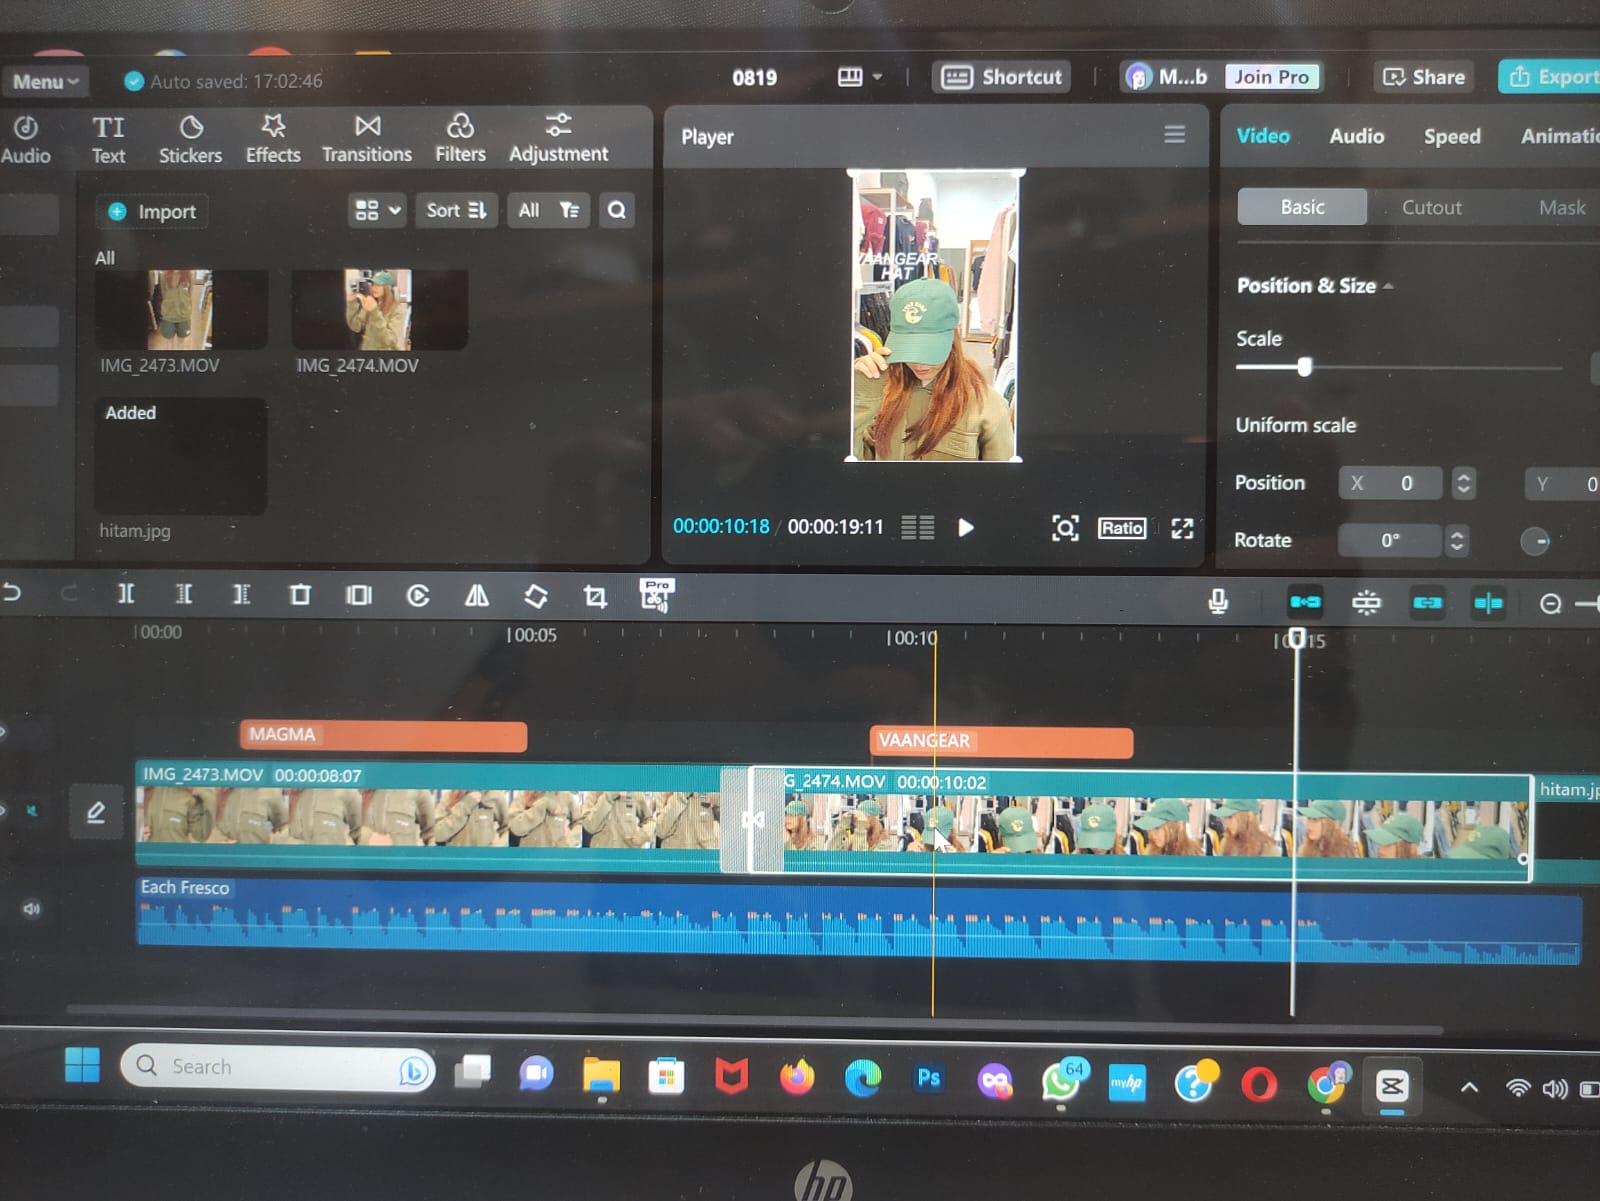 Menu
Auto saved: 17:02:46
0819
Shortcut
M...b
Join Pro
Share
Export
Audio
TI
Text
Stickers
Effects
Transitions
Filters
Adjustment
Import
Sort
All
All
IMG_2473.MOV
IMG_2474.MOV
Added
hitam.jpg
Player
VAANGEAR
HAT
00:00:10:18 / 00:00:19:11
Ratio
Video
Audio
Speed
Animatio
Basic
Cutout
Mask
Position & Size
Scale
Uniform scale
Position
X 0
Y 0
Rotate
0°
Pro
00:00
00:05
00:10
00:15
MAGMA
VAANGEAR
IMG_2473.MOV 00:00:08:07
G_2474.MOV 00:00:10:02
hitam.jp
Each Fresco
Search
Ps
64
myhp
hp